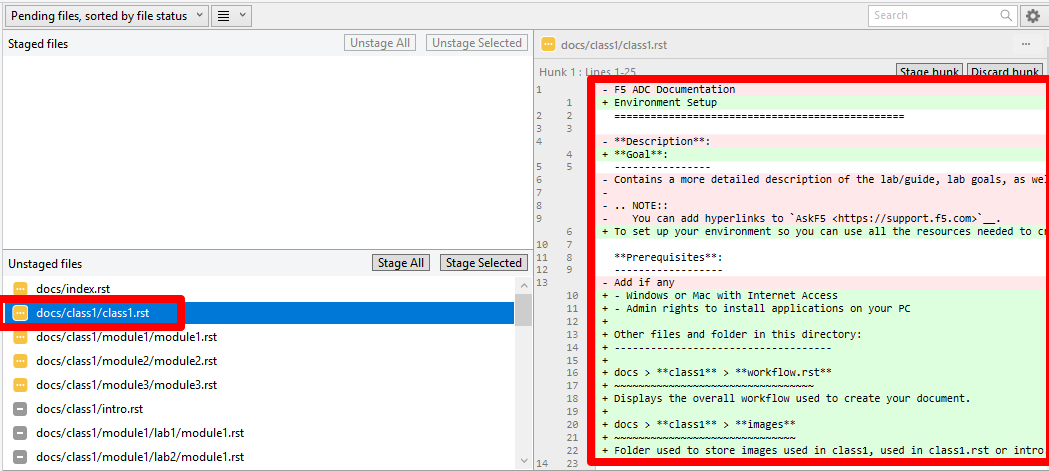 Pending files, sorted by file status
Search
Staged files
Unstage All
Unstage Selected
docs/class1/class1.rst
Hunk 1 : Lines 1-25
Stage hunk
Discard hunk
1 - F5 ADC Documentation
1 + Environment Setup
2 2 ================================================
3 3
4 - **Description**:
4 + **Goal**:
5 5 ----------------
6 - Contains a more detailed description of the lab/guide, lab goals, as wel
7 -
8 - .. NOTE::
9 - You can add hyperlinks to `AskF5 <https://support.f5.com>`__.
6 + To set up your environment so you can use all the resources needed to cr
10 7
11 8 **Prerequisites**:
12 9 ------------------
13 - Add if any
10 + - Windows or Mac with Internet Access
11 + - Admin rights to install applications on your PC
12 +
13 + Other files and folder in this directory:
14 + ------------------------------------
15 +
16 + docs > **class1** > **workflow.rst**
17 + ~~~~~~~~~~~~~~~~~~~~~~~~~~~~~~~~~
18 + Displays the overall workflow used to create your document.
19 +
20 + docs > **class1** > **images**
21 + ~~~~~~~~~~~~~~~~~~~~~~~~~~~~~~
22 + Folder used to store images used in class1, used in class1.rst or intro.
14 23
Unstaged files
Stage All
Stage Selected
docs/index.rst
docs/class1/class1.rst
docs/class1/module1/module1.rst
docs/class1/module2/module2.rst
docs/class1/module3/module3.rst
docs/class1/intro.rst
docs/class1/module1/lab1/module1.rst
docs/class1/module1/lab2/module1.rst